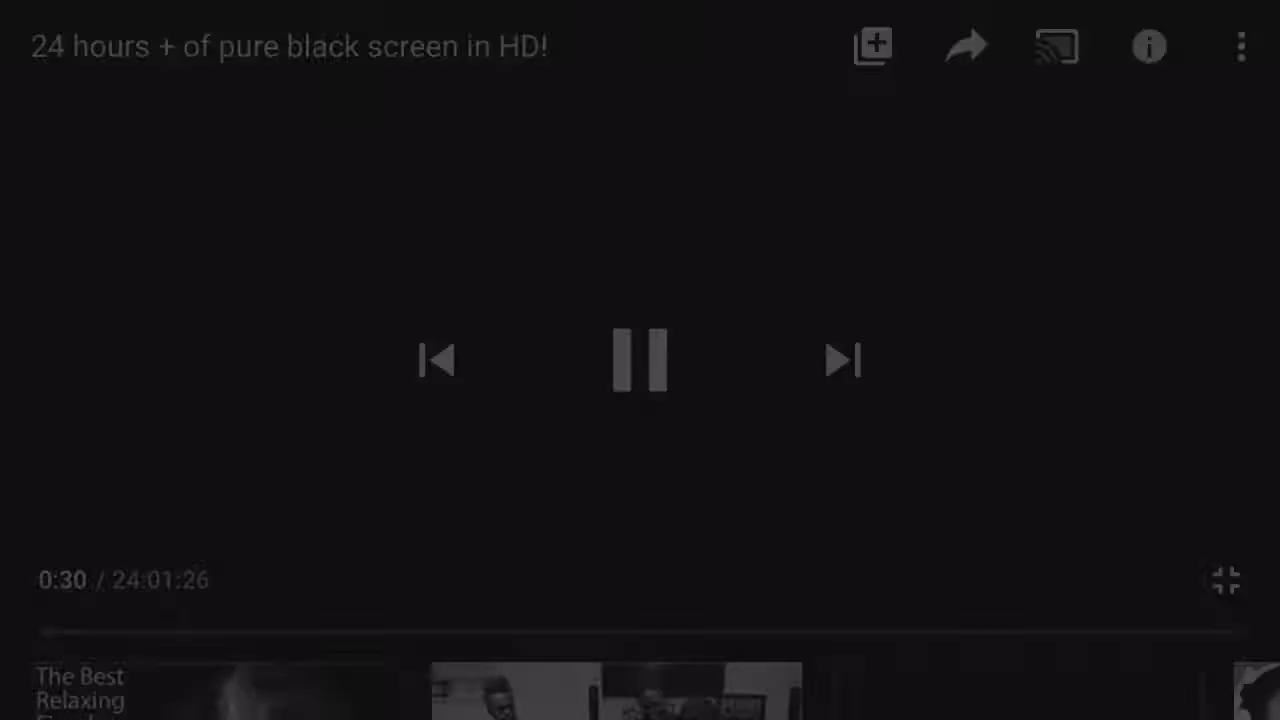 24 hours + of pure black screen in HD!
0:30 / 24:01:26
The Best
Relaxing